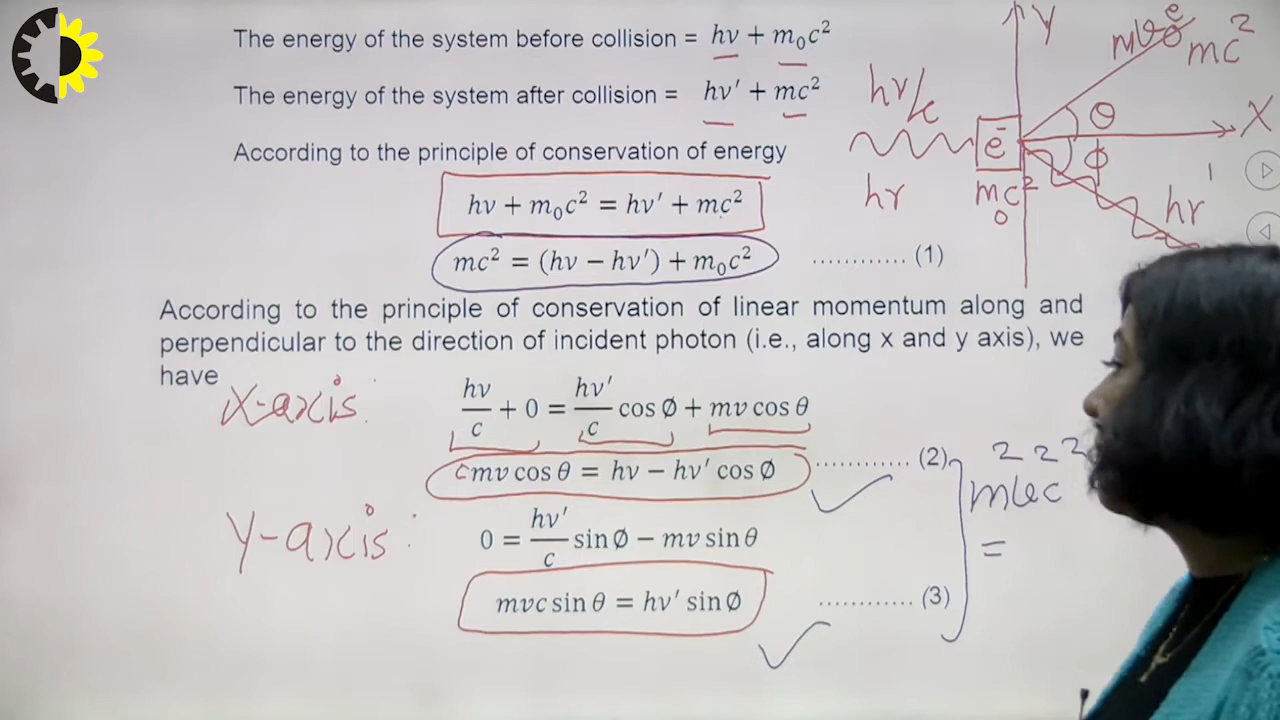 The energy of the system before collision = hν + m₀c²
The energy of the system after collision = hν′ + mc²
According to the principle of conservation of energy
hν + m₀c² = hν′ + mc²
mc² = (hν − hν′) + m₀c² ............ (1)
According to the principle of conservation of linear momentum along and
perpendicular to the direction of incident photon (i.e., along x and y axis), we
have
X-axis
hν/c + 0 = hν′/c cos Ø + mv cos θ
cmv cos θ = hν − hν′ cos Ø ............ (2)
Y-axis :
0 = hν′/c sin Ø − mv sin θ
mvc sin θ = hν′ sin Ø ............ (3)
Y
e
mc²
hν/c
θ
X
e⁻
ϕ
hν
m₀c²
hν′
m²v²c²
=